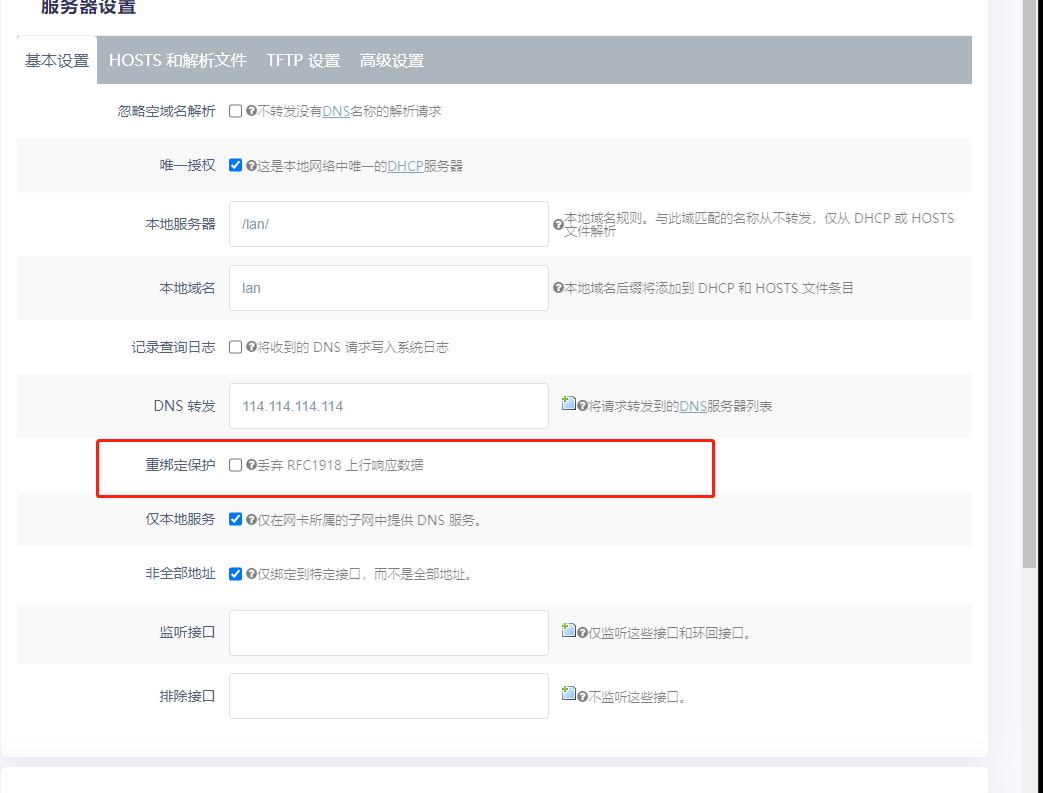 服务器设置
基本设置 HOSTS 和解析文件 TFTP 设置 高级设置
忽略空域名解析 不转发没有DNS名称的解析请求
唯一授权 这是本地网络中唯一的DHCP服务器
本地服务器 /lan/ 本地域名规则。与此域匹配的名称从不转发，仅从 DHCP 或 HOSTS
文件解析
本地域名 lan 本地域名后缀将添加到 DHCP 和 HOSTS 文件条目
记录查询日志 将收到的 DNS 请求写入系统日志
DNS 转发 114.114.114.114 将请求转发到的DNS服务器列表
重绑定保护 丢弃 RFC1918 上行响应数据
仅本地服务 仅在网卡所属的子网中提供 DNS 服务。
非全部地址 仅绑定到特定接口，而不是全部地址。
监听接口 仅监听这些接口和环回接口。
排除接口 不监听这些接口。